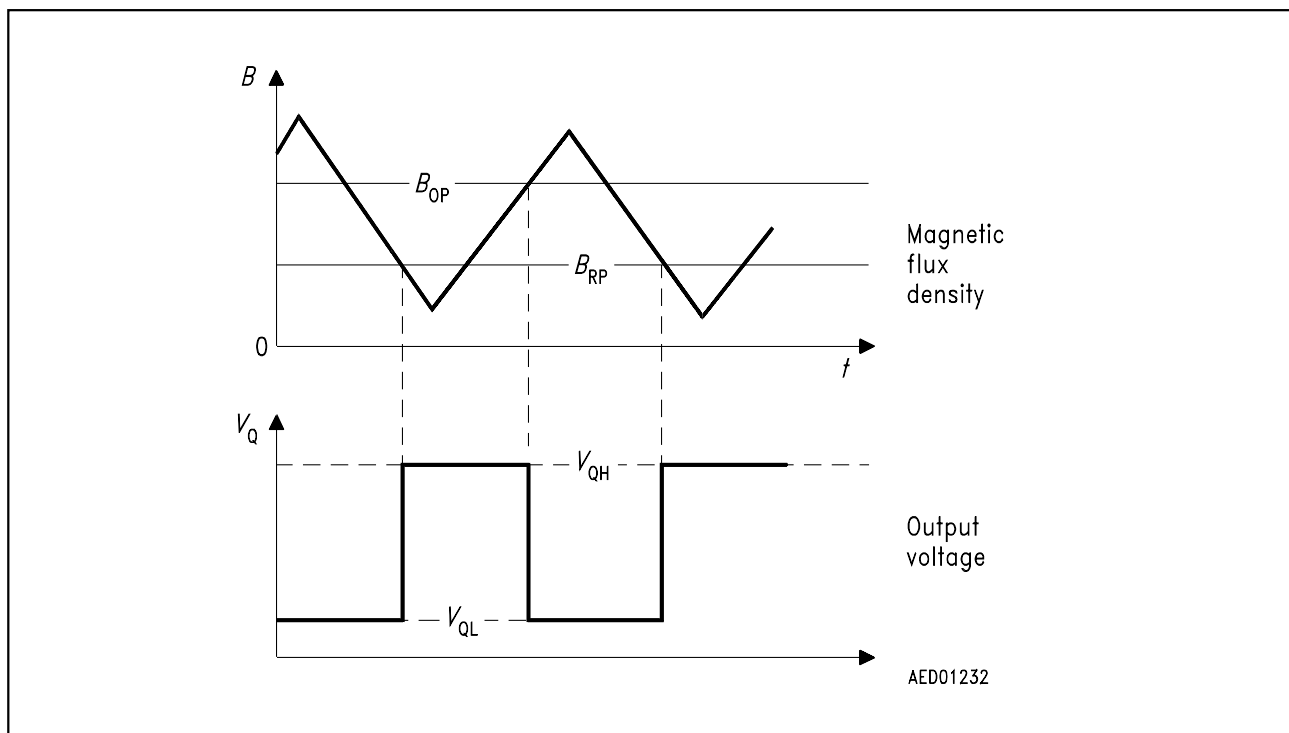 B
B_OP
B_RP
Magnetic
flux
density
0
t
V_Q
V_QH
Output
voltage
V_QL
AED01232